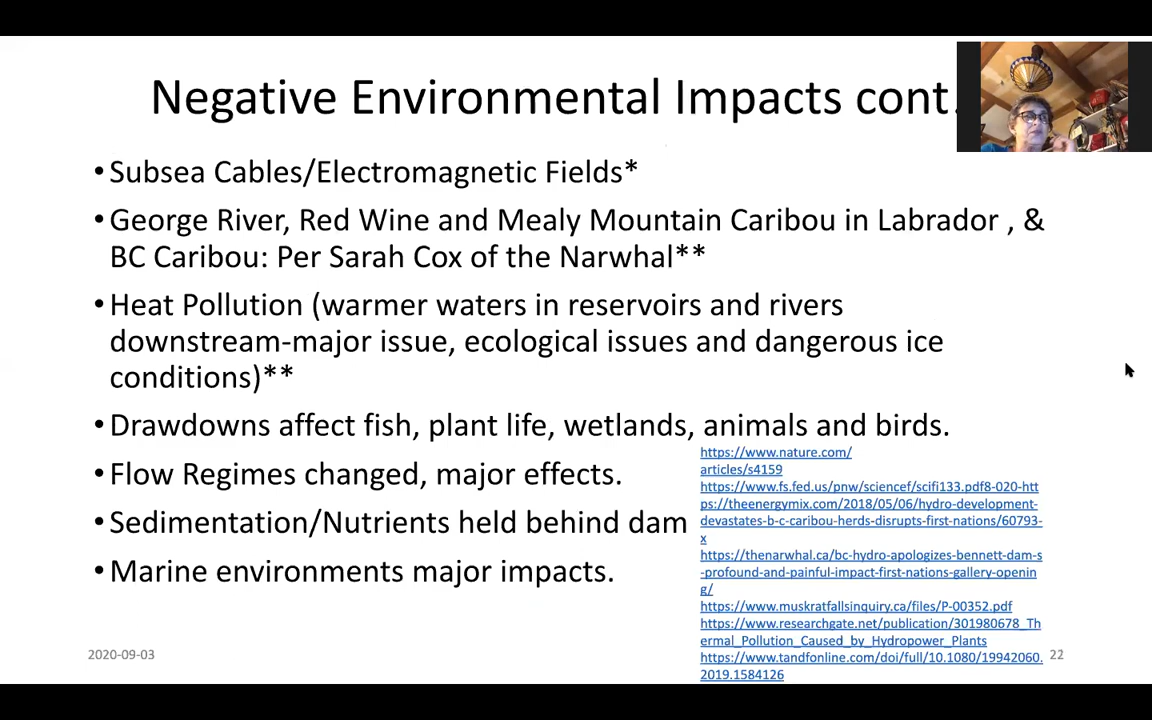 Negative Environmental Impacts cont.
•Subsea Cables/Electromagnetic Fields*
•George River, Red Wine and Mealy Mountain Caribou in Labrador , &
BC Caribou: Per Sarah Cox of the Narwhal**
•Heat Pollution (warmer waters in reservoirs and rivers
downstream-major issue, ecological issues and dangerous ice
conditions)**
•Drawdowns affect fish, plant life, wetlands, animals and birds.
•Flow Regimes changed, major effects.
•Sedimentation/Nutrients held behind dam
•Marine environments major impacts.
https://www.nature.com/
articles/s4159
https://www.fs.fed.us/pnw/sciencef/scifi133.pdf8-020-htt
ps://theenergymix.com/2018/05/06/hydro-development-
devastates-b-c-caribou-herds-disrupts-first-nations/60793-
x
https://thenarwhal.ca/bc-hydro-apologizes-bennett-dam-s
-profound-and-painful-impact-first-nations-gallery-openin
g/
https://www.muskratfallsinquiry.ca/files/P-00352.pdf
https://www.researchgate.net/publication/301980678_Th
ermal_Pollution_Caused_by_Hydropower_Plants
https://www.tandfonline.com/doi/full/10.1080/19942060.
2019.1584126
2020-09-03
22